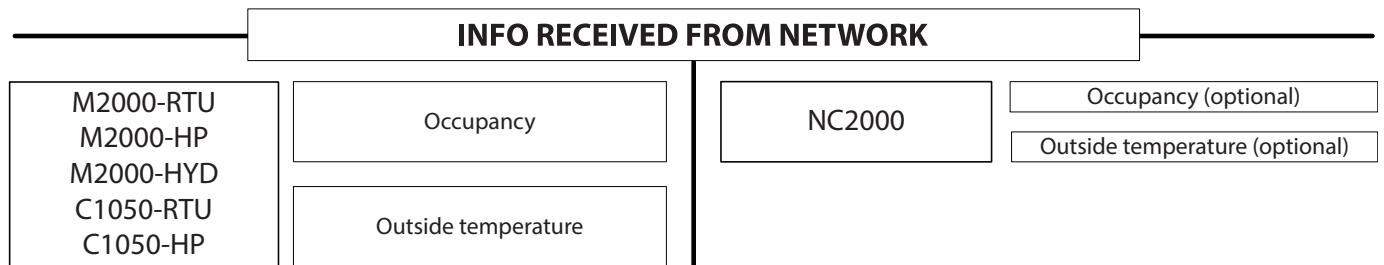 INFO RECEIVED FROM NETWORK
M2000-RTU
M2000-HP
M2000-HYD
C1050-RTU
C1050-HP
Occupancy
Outside temperature
NC2000
Occupancy (optional)
Outside temperature (optional)